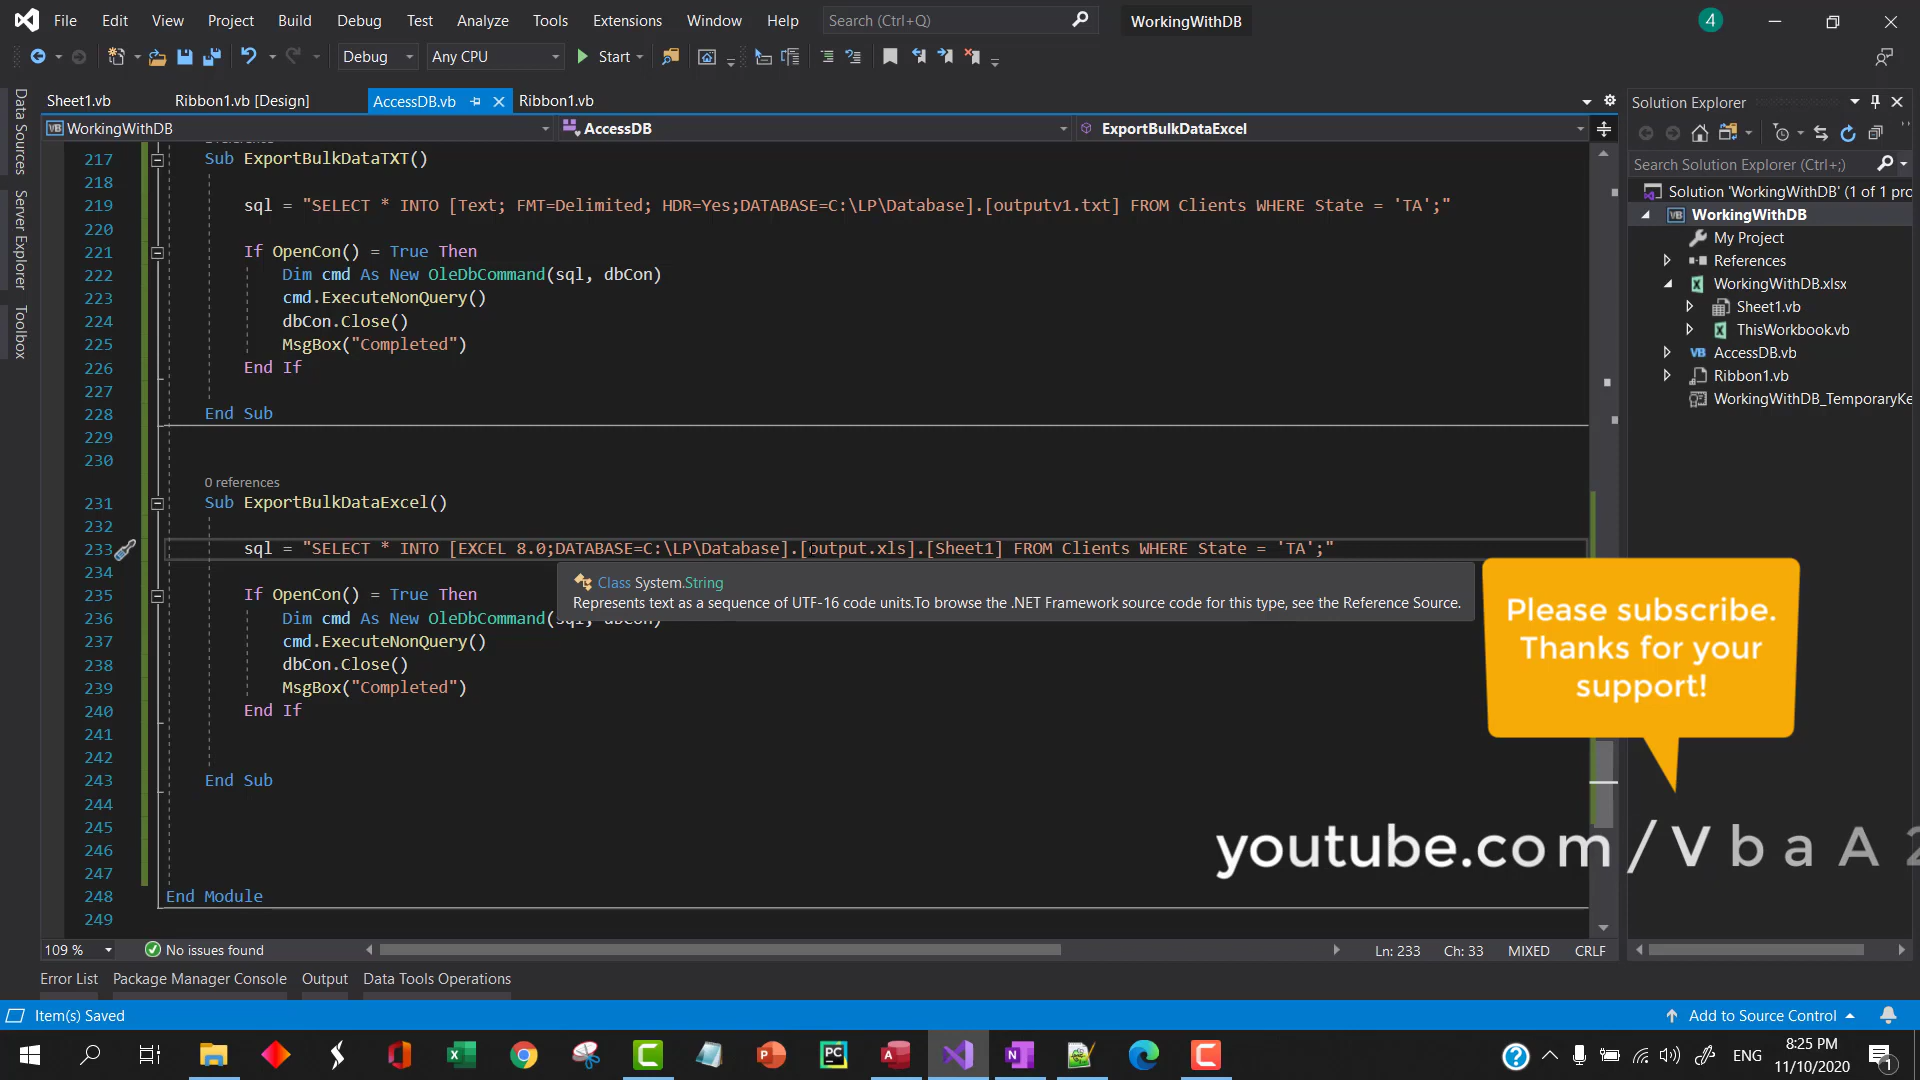 File Edit View Project Build Debug Test Analyze Tools Extensions Window Help Search (Ctrl+Q) WorkingWithDB 4
Debug Any CPU Start
Sheet1.vb Ribbon1.vb [Design] AccessDB.vb Ribbon1.vb
WorkingWithDB AccessDB ExportBulkDataExcel
Data Sources
Server Explorer
Toolbox
217 Sub ExportBulkDataTXT()
218
219 sql = "SELECT * INTO [Text; FMT=Delimited; HDR=Yes;DATABASE=C:\LP\Database].[outputv1.txt] FROM Clients WHERE State = 'TA';"
220
221 If OpenCon() = True Then
222 Dim cmd As New OleDbCommand(sql, dbCon)
223 cmd.ExecuteNonQuery()
224 dbCon.Close()
225 MsgBox("Completed")
226 End If
227
228 End Sub
229
230
0 references
231 Sub ExportBulkDataExcel()
232
233 sql = "SELECT * INTO [EXCEL 8.0;DATABASE=C:\LP\Database].[output.xls].[Sheet1] FROM Clients WHERE State = 'TA';"
234
Class System.String
Represents text as a sequence of UTF-16 code units.To browse the .NET Framework source code for this type, see the Reference Source.
235 If OpenCon() = True Then
236 Dim cmd As New OleDbCommand(sql, dbCon)
237 cmd.ExecuteNonQuery()
238 dbCon.Close()
239 MsgBox("Completed")
240 End If
241
242
243 End Sub
244
245
246
247
248 End Module
249
109 % No issues found Ln: 233 Ch: 33 MIXED CRLF
Error List Package Manager Console Output Data Tools Operations
Item(s) Saved Add to Source Control
Solution Explorer
Search Solution Explorer (Ctrl+;)
Solution 'WorkingWithDB' (1 of 1 pro
WorkingWithDB
My Project
References
WorkingWithDB.xlsx
Sheet1.vb
ThisWorkbook.vb
AccessDB.vb
Ribbon1.vb
WorkingWithDB_TemporaryKe
Please subscribe.
Thanks for your
support!
youtube.com/VbaA2
ENG 8:25 PM
11/10/2020
1